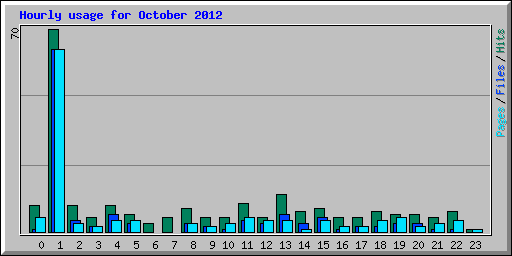 Hourly usage for October 2012
70
Pages/Files/Hits
0 1 2 3 4 5 6 7 8 9 10 11 12 13 14 15 16 17 18 19 20 21 22 23